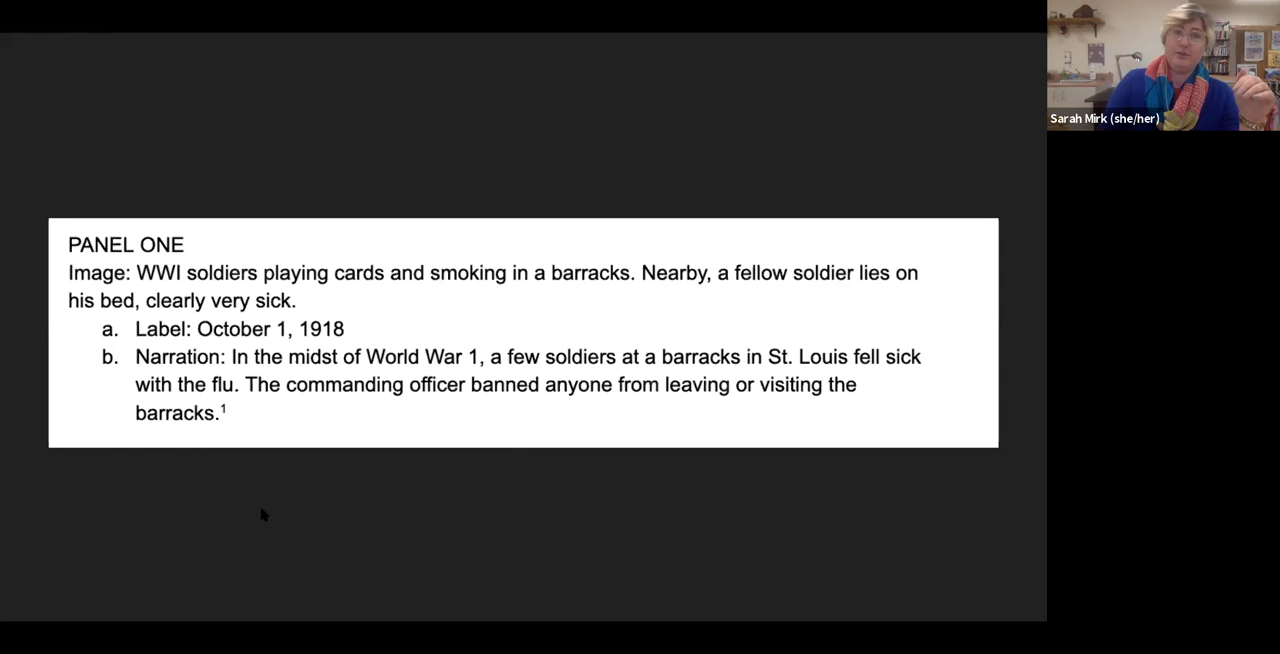 PANEL ONE
Image: WWI soldiers playing cards and smoking in a barracks. Nearby, a fellow soldier lies on
his bed, clearly very sick.
a. Label: October 1, 1918
b. Narration: In the midst of World War 1, a few soldiers at a barracks in St. Louis fell sick
with the flu. The commanding officer banned anyone from leaving or visiting the
barracks.¹
Sarah Mirk (she/her)